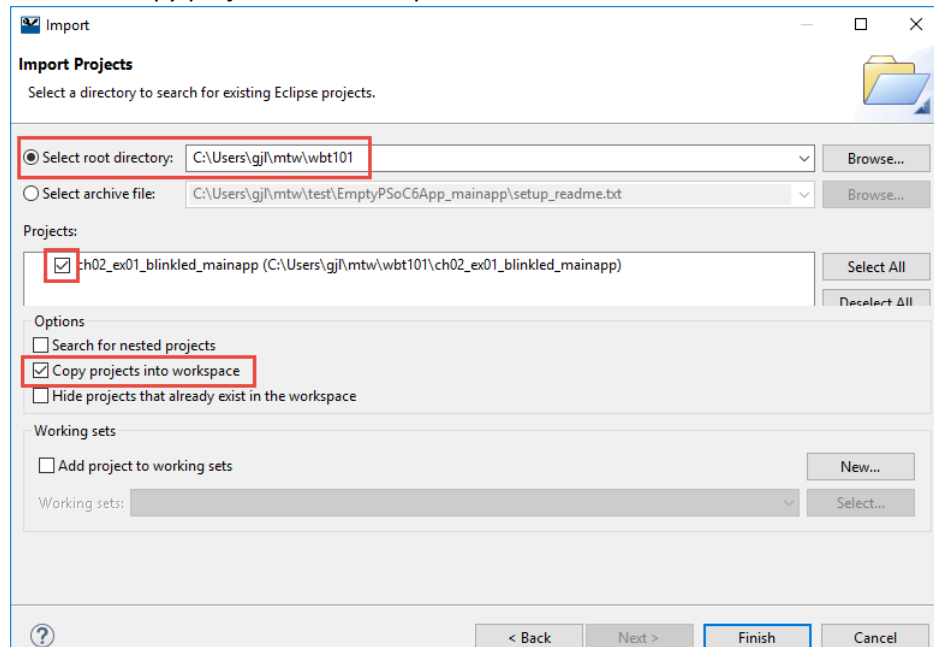 Import
Import Projects
Select a directory to search for existing Eclipse projects.
Select root directory: C:\Users\gjl\mtw\wbt101 Browse...
Select archive file: C:\Users\gjl\mtw\test\EmptyPSoC6App_mainapp\setup_readme.txt Browse...
Projects:
ch02_ex01_blinkled_mainapp (C:\Users\gjl\mtw\wbt101\ch02_ex01_blinkled_mainapp) Select All
Deselect All
Options
Search for nested projects
Copy projects into workspace
Hide projects that already exist in the workspace
Working sets
Add project to working sets New...
Working sets: Select...
? < Back Next > Finish Cancel